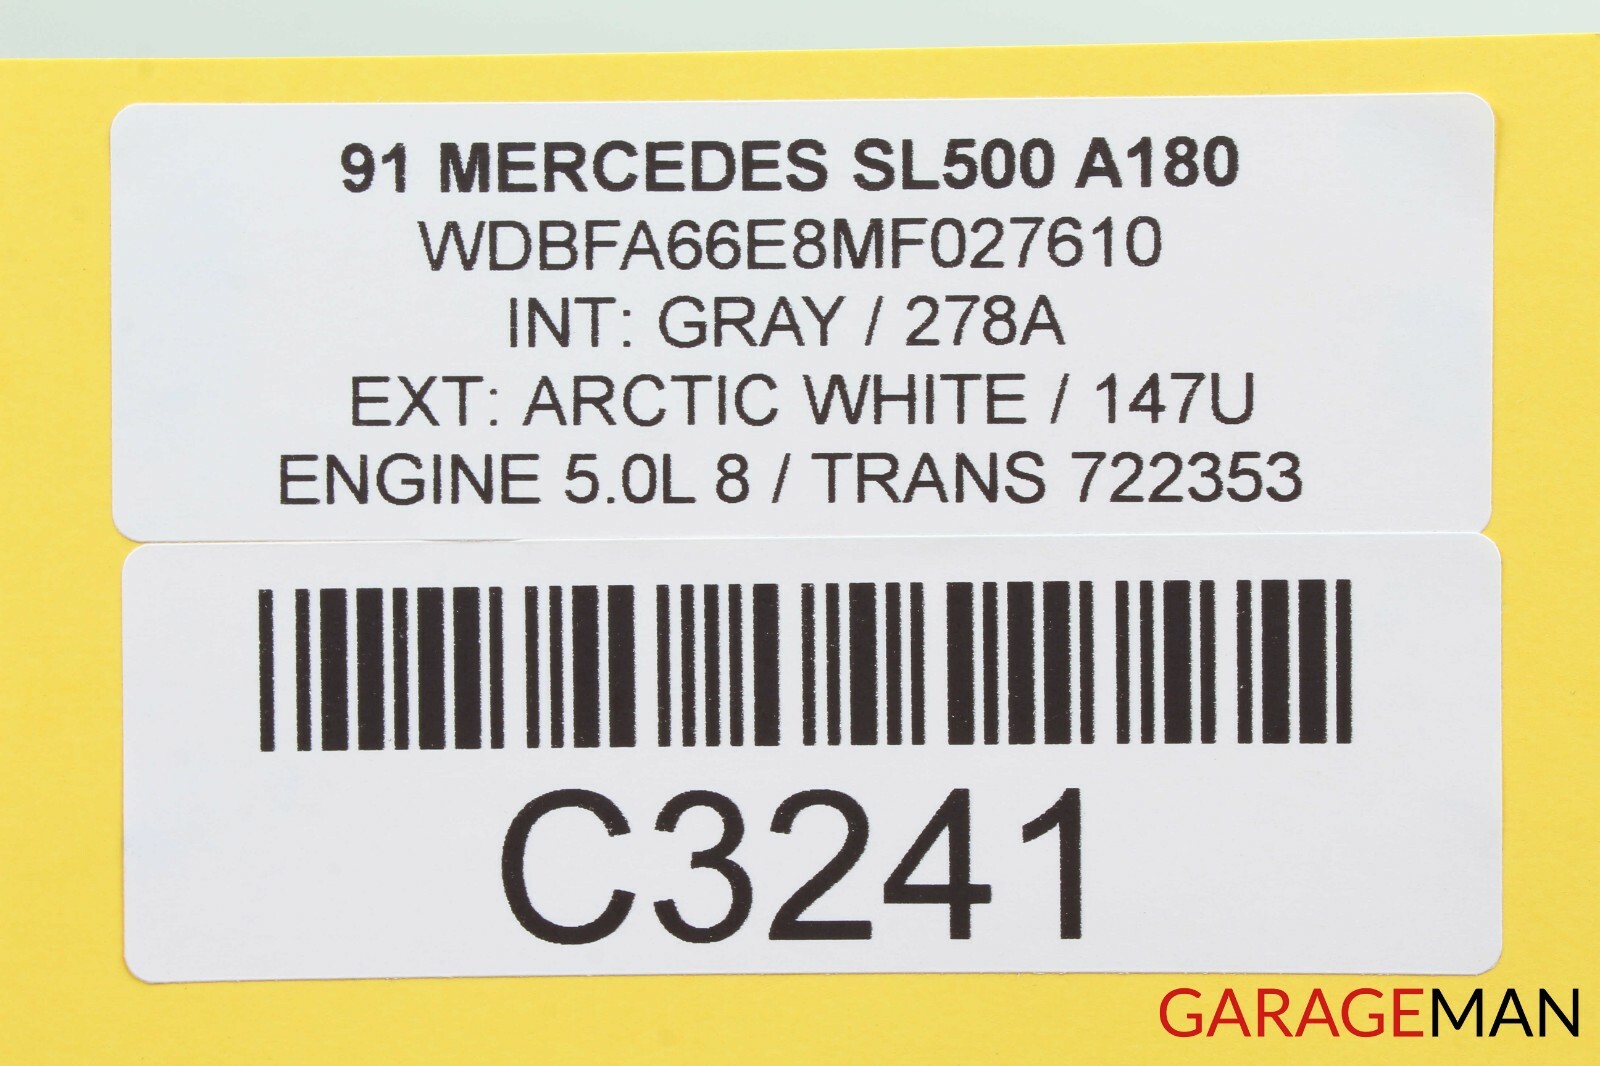 91 MERCEDES SL500 A180
WDBFA66E8MF027610
INT: GRAY / 278A
EXT: ARCTIC WHITE / 147U
ENGINE 5.0L 8 / TRANS 722353
C3241
GARAGEMAN